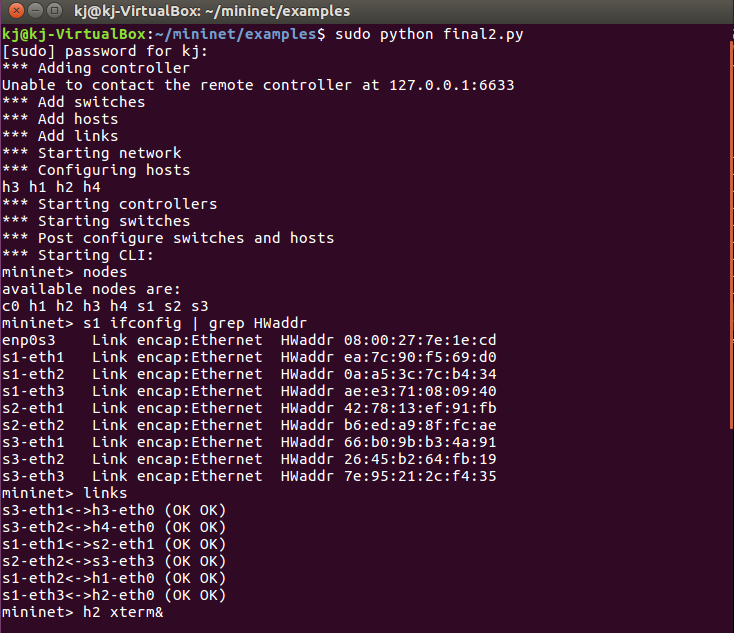 kj@kj-VirtualBox: ~/mininet/examples
kj@kj-VirtualBox:~/mininet/examples$ sudo python final2.py
[sudo] password for kj:
*** Adding controller
Unable to contact the remote controller at 127.0.0.1:6633
*** Add switches
*** Add hosts
*** Add links
*** Starting network
*** Configuring hosts
h3 h1 h2 h4
*** Starting controllers
*** Starting switches
*** Post configure switches and hosts
*** Starting CLI:
mininet> nodes
available nodes are:
c0 h1 h2 h3 h4 s1 s2 s3
mininet> s1 ifconfig | grep HWaddr
enp0s3    Link encap:Ethernet  HWaddr 08:00:27:7e:1e:cd
s1-eth1   Link encap:Ethernet  HWaddr ea:7c:90:f5:69:d0
s1-eth2   Link encap:Ethernet  HWaddr 0a:a5:3c:7c:b4:34
s1-eth3   Link encap:Ethernet  HWaddr ae:e3:71:08:09:40
s2-eth1   Link encap:Ethernet  HWaddr 42:78:13:ef:91:fb
s2-eth2   Link encap:Ethernet  HWaddr b6:ed:a9:8f:fc:ae
s3-eth1   Link encap:Ethernet  HWaddr 66:b0:9b:b3:4a:91
s3-eth2   Link encap:Ethernet  HWaddr 26:45:b2:64:fb:19
s3-eth3   Link encap:Ethernet  HWaddr 7e:95:21:2c:f4:35
mininet> links
s3-eth1<->h3-eth0 (OK OK)
s3-eth2<->h4-eth0 (OK OK)
s1-eth1<->s2-eth1 (OK OK)
s2-eth2<->s3-eth3 (OK OK)
s1-eth2<->h1-eth0 (OK OK)
s1-eth3<->h2-eth0 (OK OK)
mininet> h2 xterm&